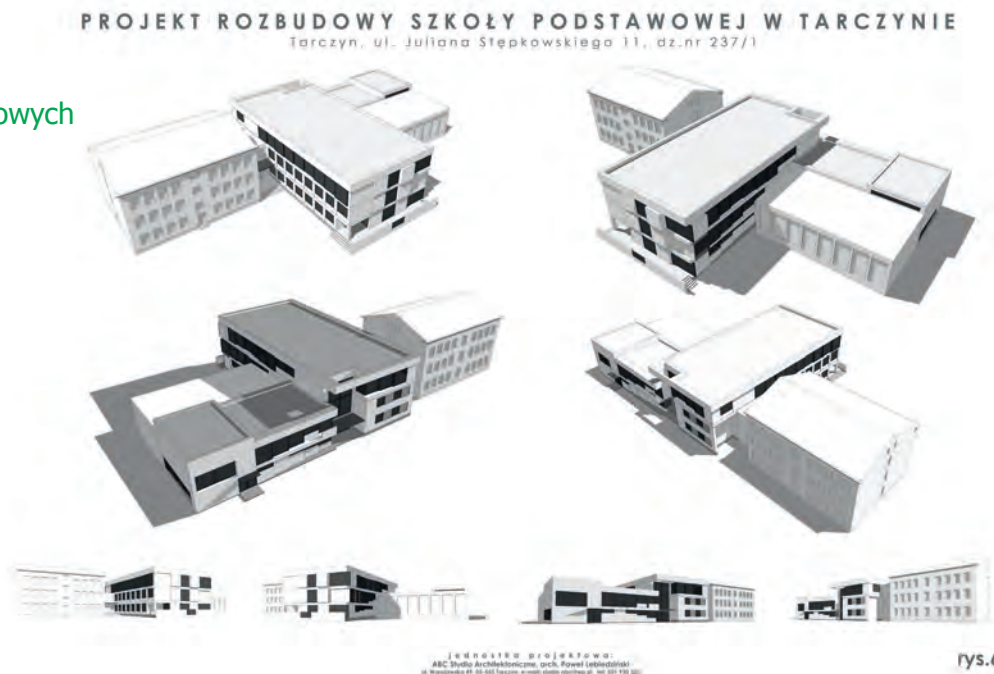 PROJEKT ROZBUDOWY SZKOŁY PODSTAWOWEJ W TARCZYNIE
Tarczyn, ul. Juliana Stępkowskiego 11, dz.nr 237/1
owych
jednostka projektowa:
ABC Studio Architektoniczne, arch. Paweł Lebiedziński
rys.